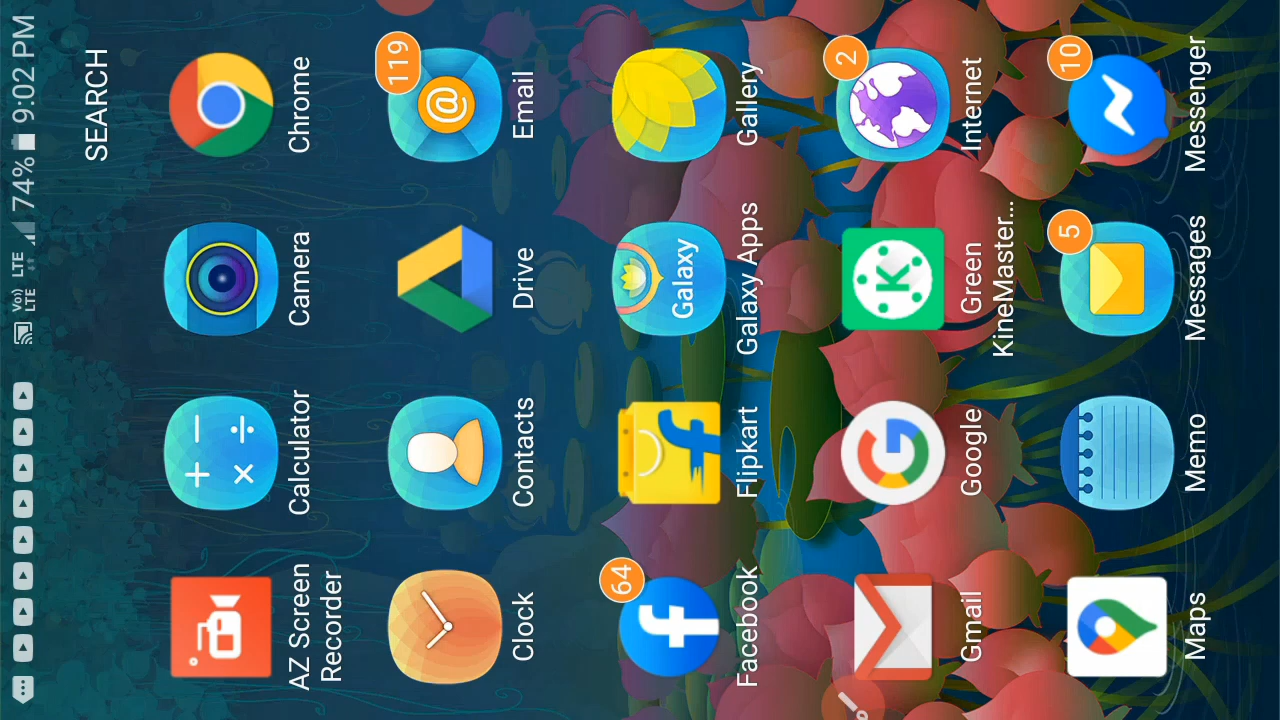 VoLTE LTE 74% 9:02 PM
SEARCH
AZ Screen
Recorder
Calculator
Camera
Chrome
Clock
Contacts
Drive
@
119
Email
64
Facebook
Flipkart
Galaxy
Galaxy Apps
Gallery
Gmail
Google
K
Green
KineMaster...
2
Internet
Maps
Memo
5
Messages
10
Messenger